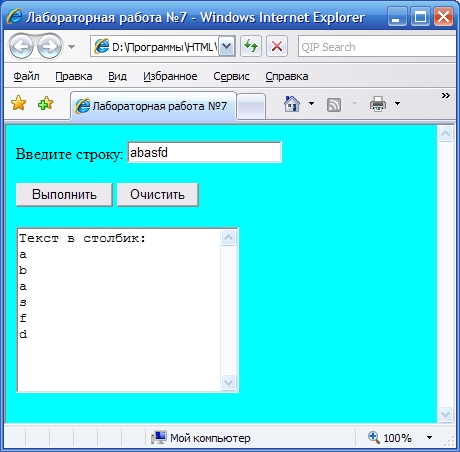 Лабораторная работа №7 - Windows Internet Explorer
D:\Программы\HTML\
QIP Search
Файл Правка Вид Избранное Сервис Справка
Лабораторная работа №7
Введите строку: abasfd
Выполнить Очистить
Текст в столбик:
a
b
a
s
f
d
Мой компьютер 100%